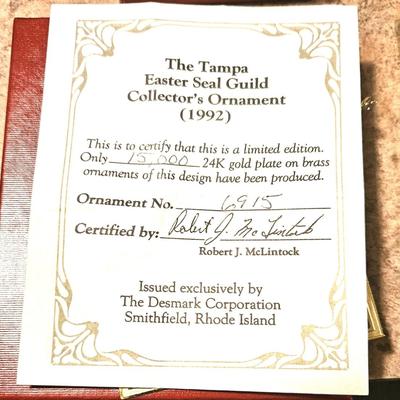 The Tampa
Easter Seal Guild
Collector's Ornament
(1992)
This is to certify that this is a limited edition.
Only 15,000 24K gold plate on brass
ornaments of this design have been produced.
Ornament No. 6915
Certified by: Robert J. McLintock
Robert J. McLintock
Issued exclusively by
The Desmark Corporation
Smithfield, Rhode Island